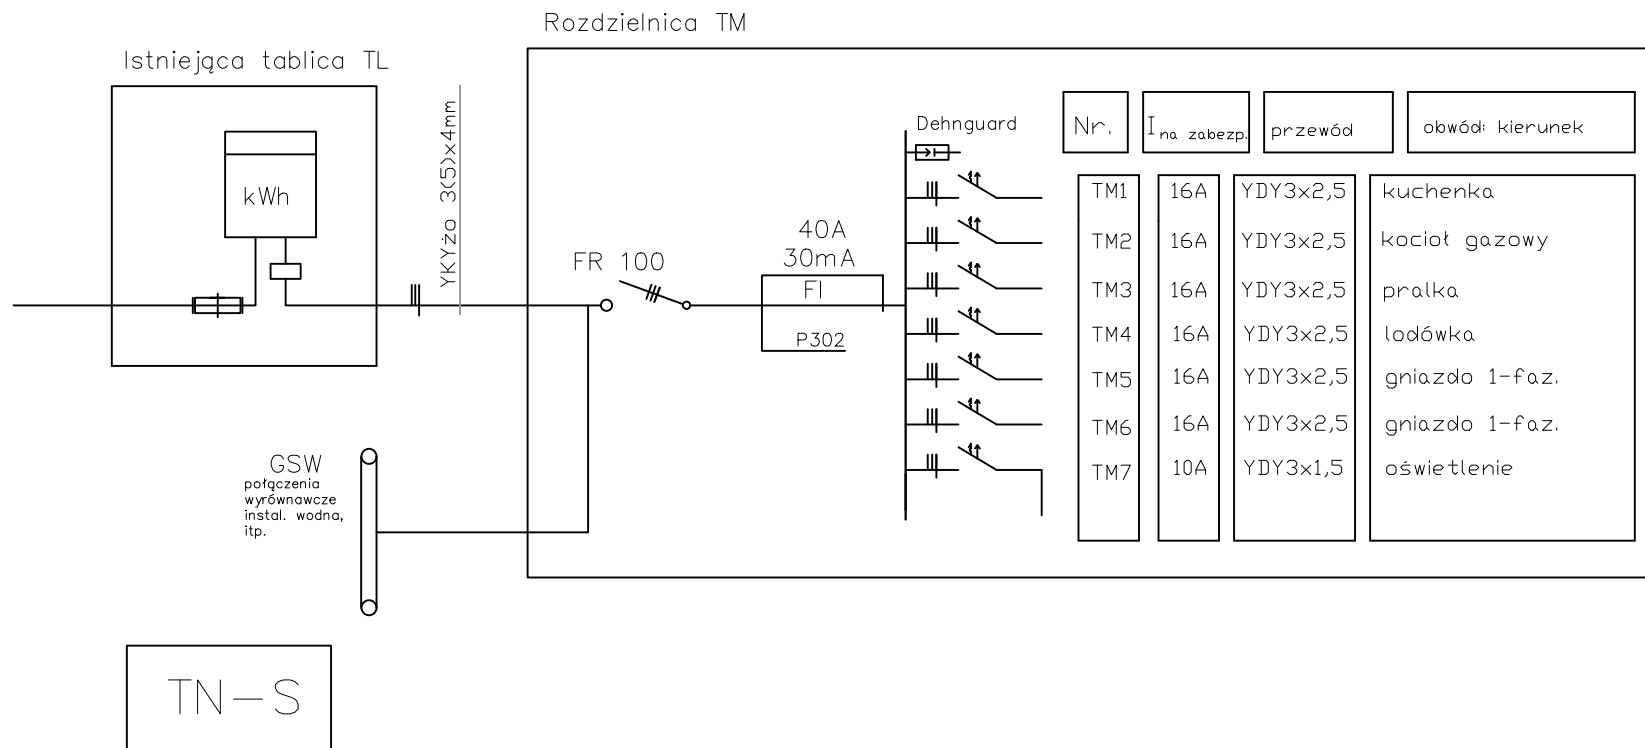 Rozdzielnica TM
Istniejąca tablica TL
kWh
YKYżo 3(5)x4mm
FR 100
40A
30mA
FI
P302
Dehnguard
Nr. I na zabezp. przewód obwód: kierunek
TM1 16A YDY3x2,5 kuchenka
TM2 16A YDY3x2,5 kocioł gazowy
TM3 16A YDY3x2,5 pralka
TM4 16A YDY3x2,5 lodówka
TM5 16A YDY3x2,5 gniazdo 1-faz.
TM6 16A YDY3x2,5 gniazdo 1-faz.
TM7 10A YDY3x1,5 oświetlenie
GSW
połączenia
wyrównawcze
instal. wodna,
itp.
TN-S